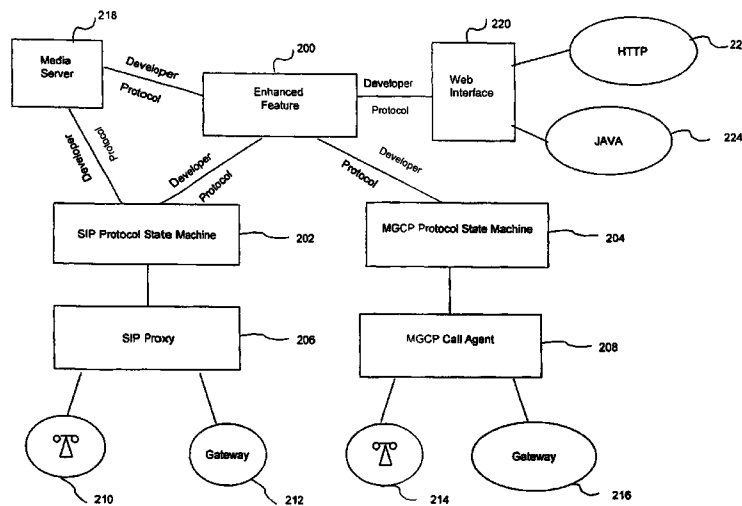 218
Media
Server
Developer
Protocol
200
Enhanced
Feature
Developer
Protocol
220
Web
Interface
HTTP
22
JAVA
224
Developer
Protocol
Developer
Protocol
Developer
Protocol
SIP Protocol State Machine
202
MGCP Protocol State Machine
204
SIP Proxy
206
MGCP Call Agent
208
210
Gateway
212
214
Gateway
216